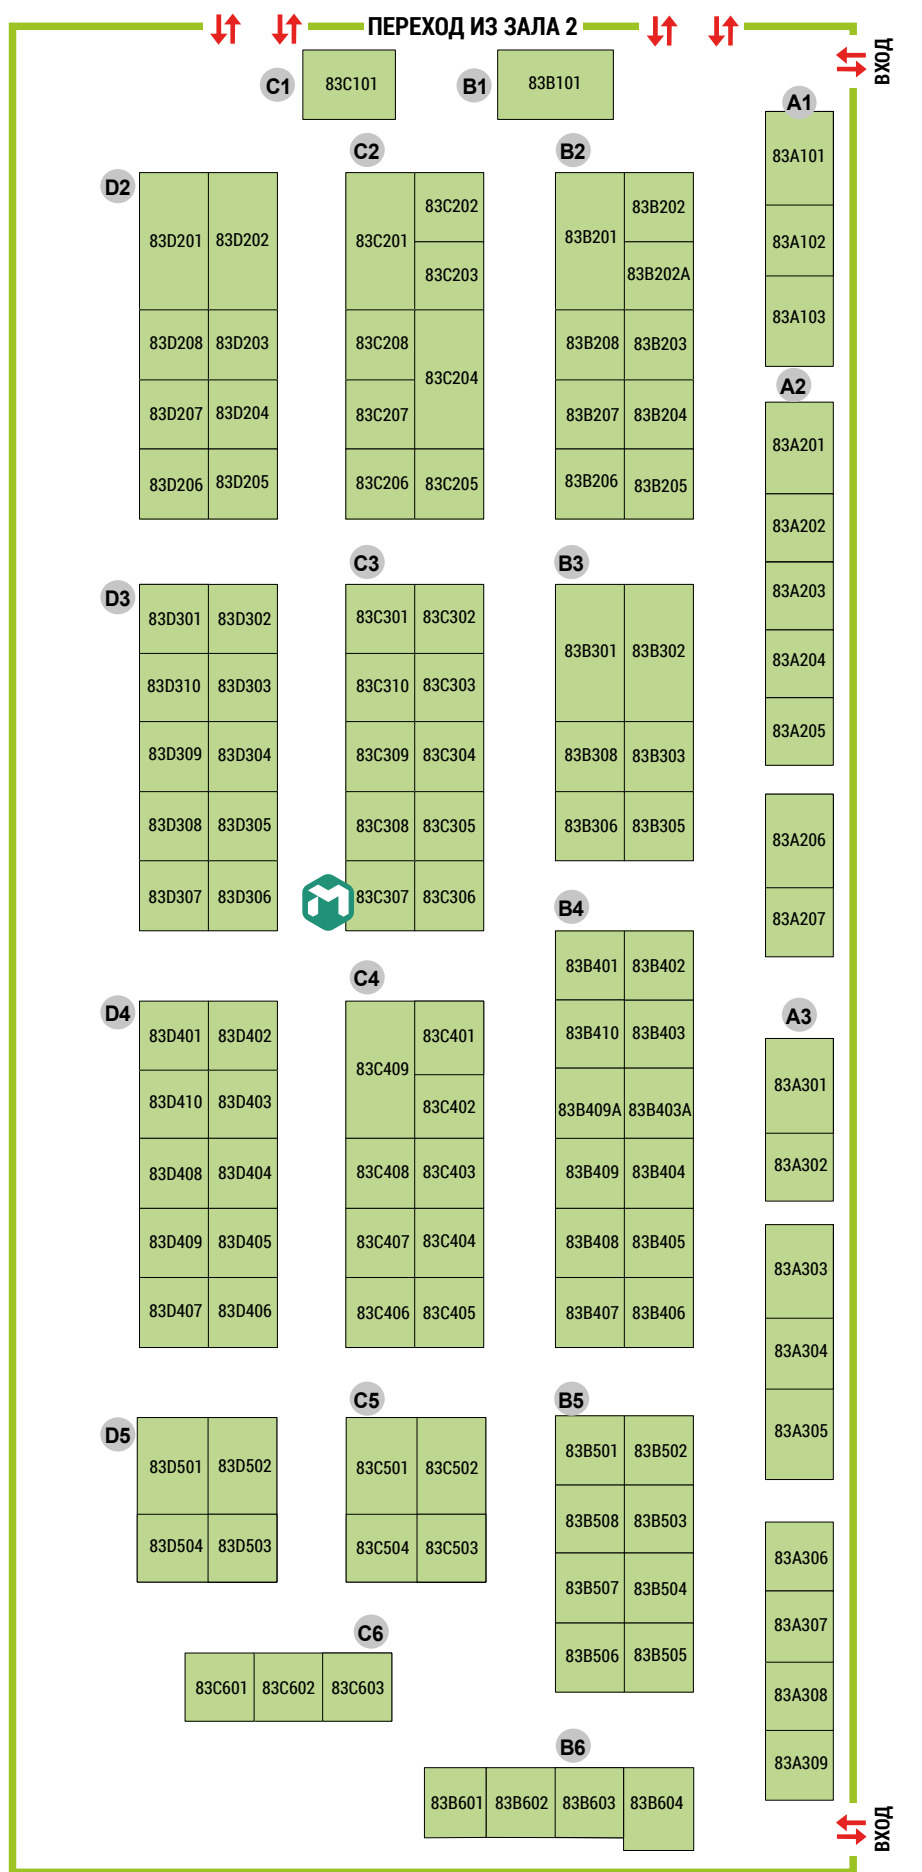 ПЕРЕХОД ИЗ ЗАЛА 2
ВХОД
C1
83C101
B1
83B101
A1
83A101
83A102
83A103
D2
83D201 83D202
83D208 83D203
83D207 83D204
83D206 83D205
C2
83C201 83C202
83C203
83C208 83C204
83C207
83C206 83C205
B2
83B201 83B202
83B202A
83B208 83B203
83B207 83B204
83B206 83B205
A2
83A201
83A202
83A203
83A204
83A205
83A206
83A207
D3
83D301 83D302
83D310 83D303
83D309 83D304
83D308 83D305
83D307 83D306
C3
83C301 83C302
83C310 83C303
83C309 83C304
83C308 83C305
83C307 83C306
B3
83B301 83B302
83B308 83B303
83B306 83B305
B4
83B401 83B402
83B410 83B403
83B409A 83B403A
83B409 83B404
83B408 83B405
83B407 83B406
A3
83A301
83A302
83A303
83A304
83A305
83A306
83A307
83A308
83A309
D4
83D401 83D402
83D410 83D403
83D408 83D404
83D409 83D405
83D407 83D406
C4
83C409 83C401
83C402
83C408 83C403
83C407 83C404
83C406 83C405
D5
83D501 83D502
83D504 83D503
C5
83C501 83C502
83C504 83C503
B5
83B501 83B502
83B508 83B503
83B507 83B504
83B506 83B505
C6
83C601 83C602 83C603
B6
83B601 83B602 83B603 83B604
ВХОД